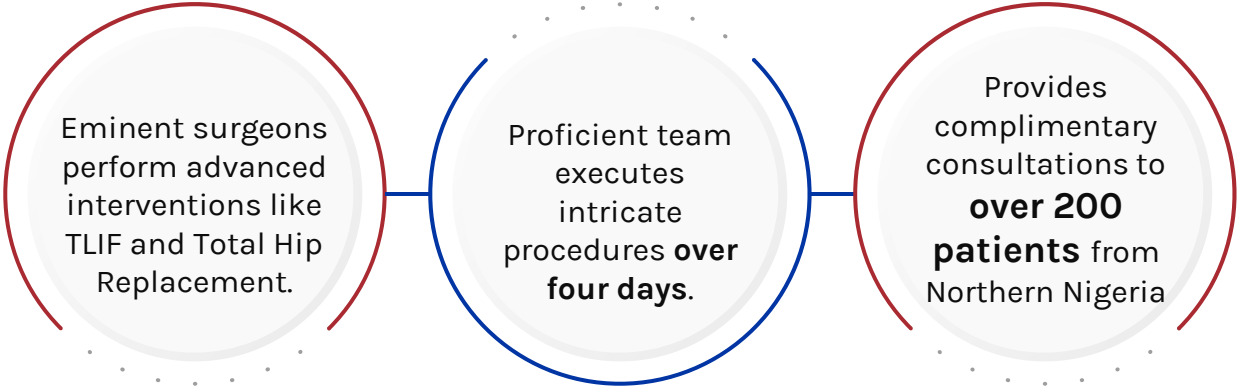 Eminent surgeons
perform advanced
interventions like
TLIF and Total Hip
Replacement.
Proficient team
executes
intricate
procedures over
four days.
Provides
complimentary
consultations to
over 200
patients from
Northern Nigeria